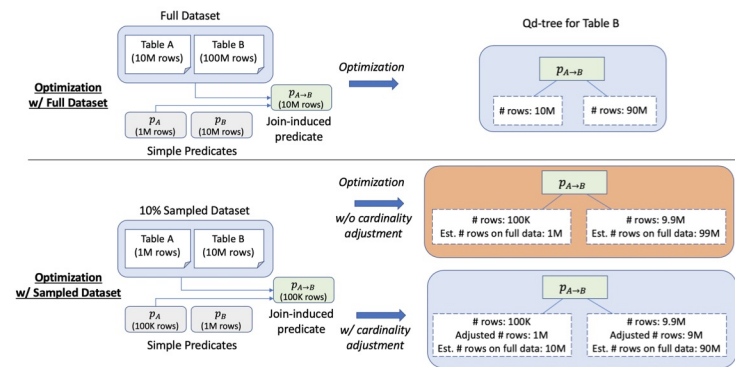 Full Dataset
Table A
(10M rows)
Table B
(100M rows)
Optimization
w/ Full Dataset
p_A
(1M rows)
p_B
(10M rows)
Simple Predicates
p_A→B
(10M rows)
Join-induced
predicate
Optimization
Qd-tree for Table B
p_A→B
# rows: 10M
# rows: 90M
10% Sampled Dataset
Table A
(1M rows)
Table B
(10M rows)
Optimization
w/ Sampled Dataset
p_A
(100K rows)
p_B
(1M rows)
Simple Predicates
p_A→B
(100K rows)
Join-induced
predicate
Optimization
w/o cardinality
adjustment
p_A→B
# rows: 100K
Est. # rows on full data: 1M
# rows: 9.9M
Est. # rows on full data: 99M
w/ cardinality
adjustment
p_A→B
# rows: 100K
Adjusted # rows: 1M
Est. # rows on full data: 10M
# rows: 9.9M
Adjusted # rows: 9M
Est. # rows on full data: 90M